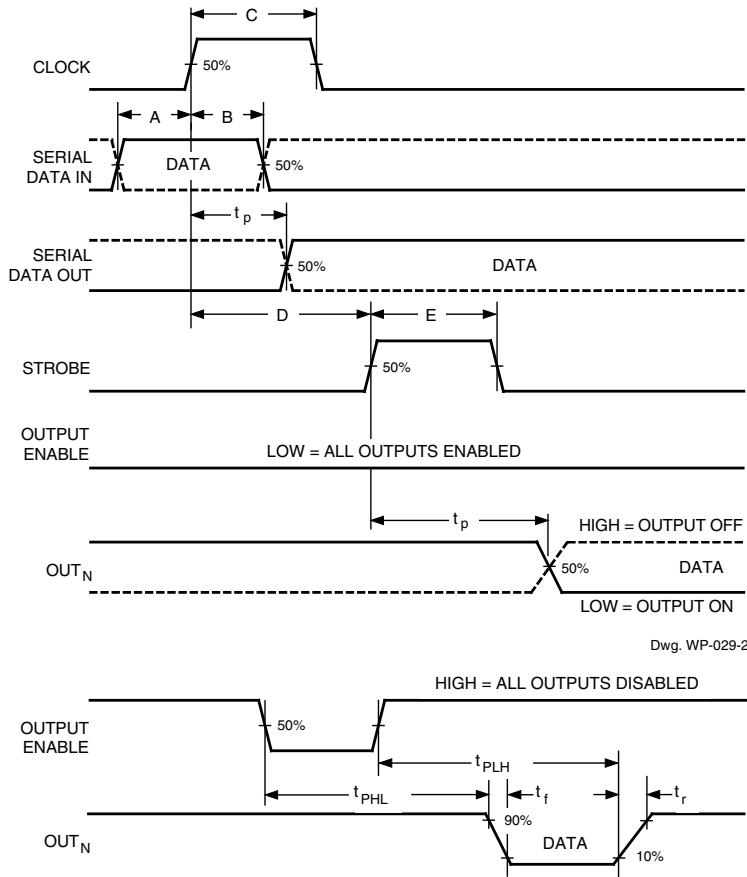 C
CLOCK
50%
A
B
SERIAL
DATA IN
DATA
50%
t p
SERIAL
DATA OUT
50%
DATA
D
E
STROBE
50%
OUTPUT
ENABLE
LOW = ALL OUTPUTS ENABLED
t p
HIGH = OUTPUT OFF
OUT N
50%
DATA
LOW = OUTPUT ON
Dwg. WP-029-2
HIGH = ALL OUTPUTS DISABLED
OUTPUT
ENABLE
50%
t PLH
t PHL
t f
t r
OUT N
90%
DATA
10%